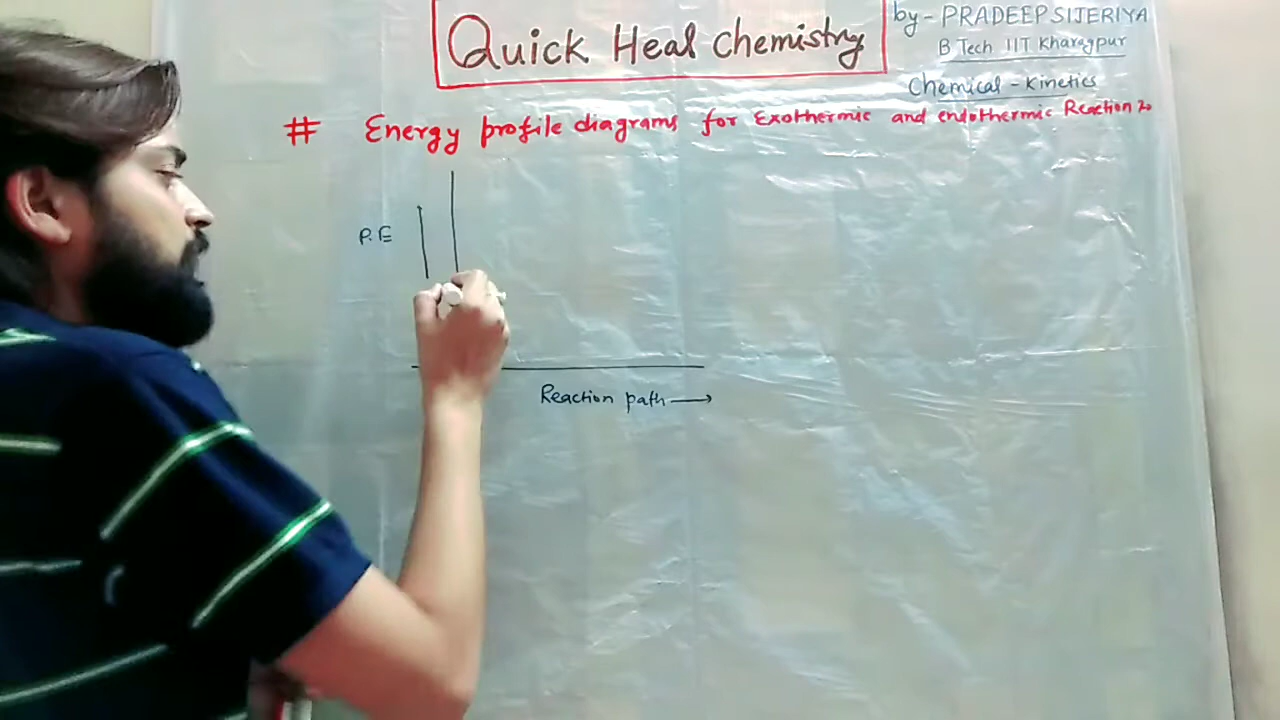 Quick Heal Chemistry
by - PRADEEP SIJERIYA
B Tech IIT Kharagpur
Chemical - Kinetics
# Energy profile diagrams for Exothermic and endothermic Reaction
P.E
Reaction path →